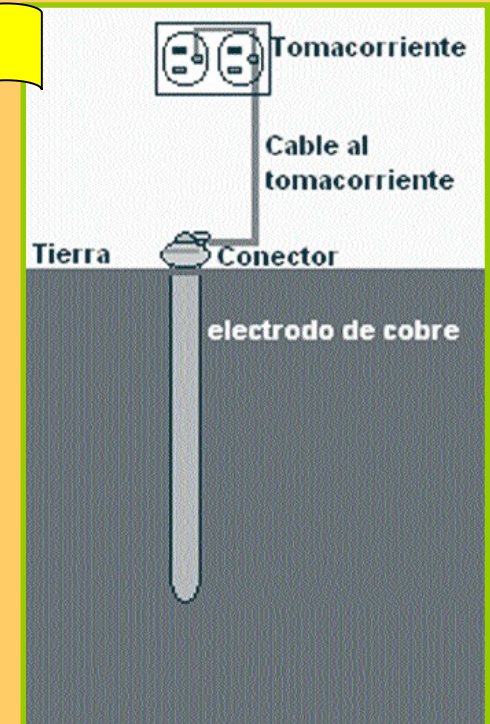 Tomacorriente
Cable al
tomacorriente
Tierra
Conector
electrodo de cobre